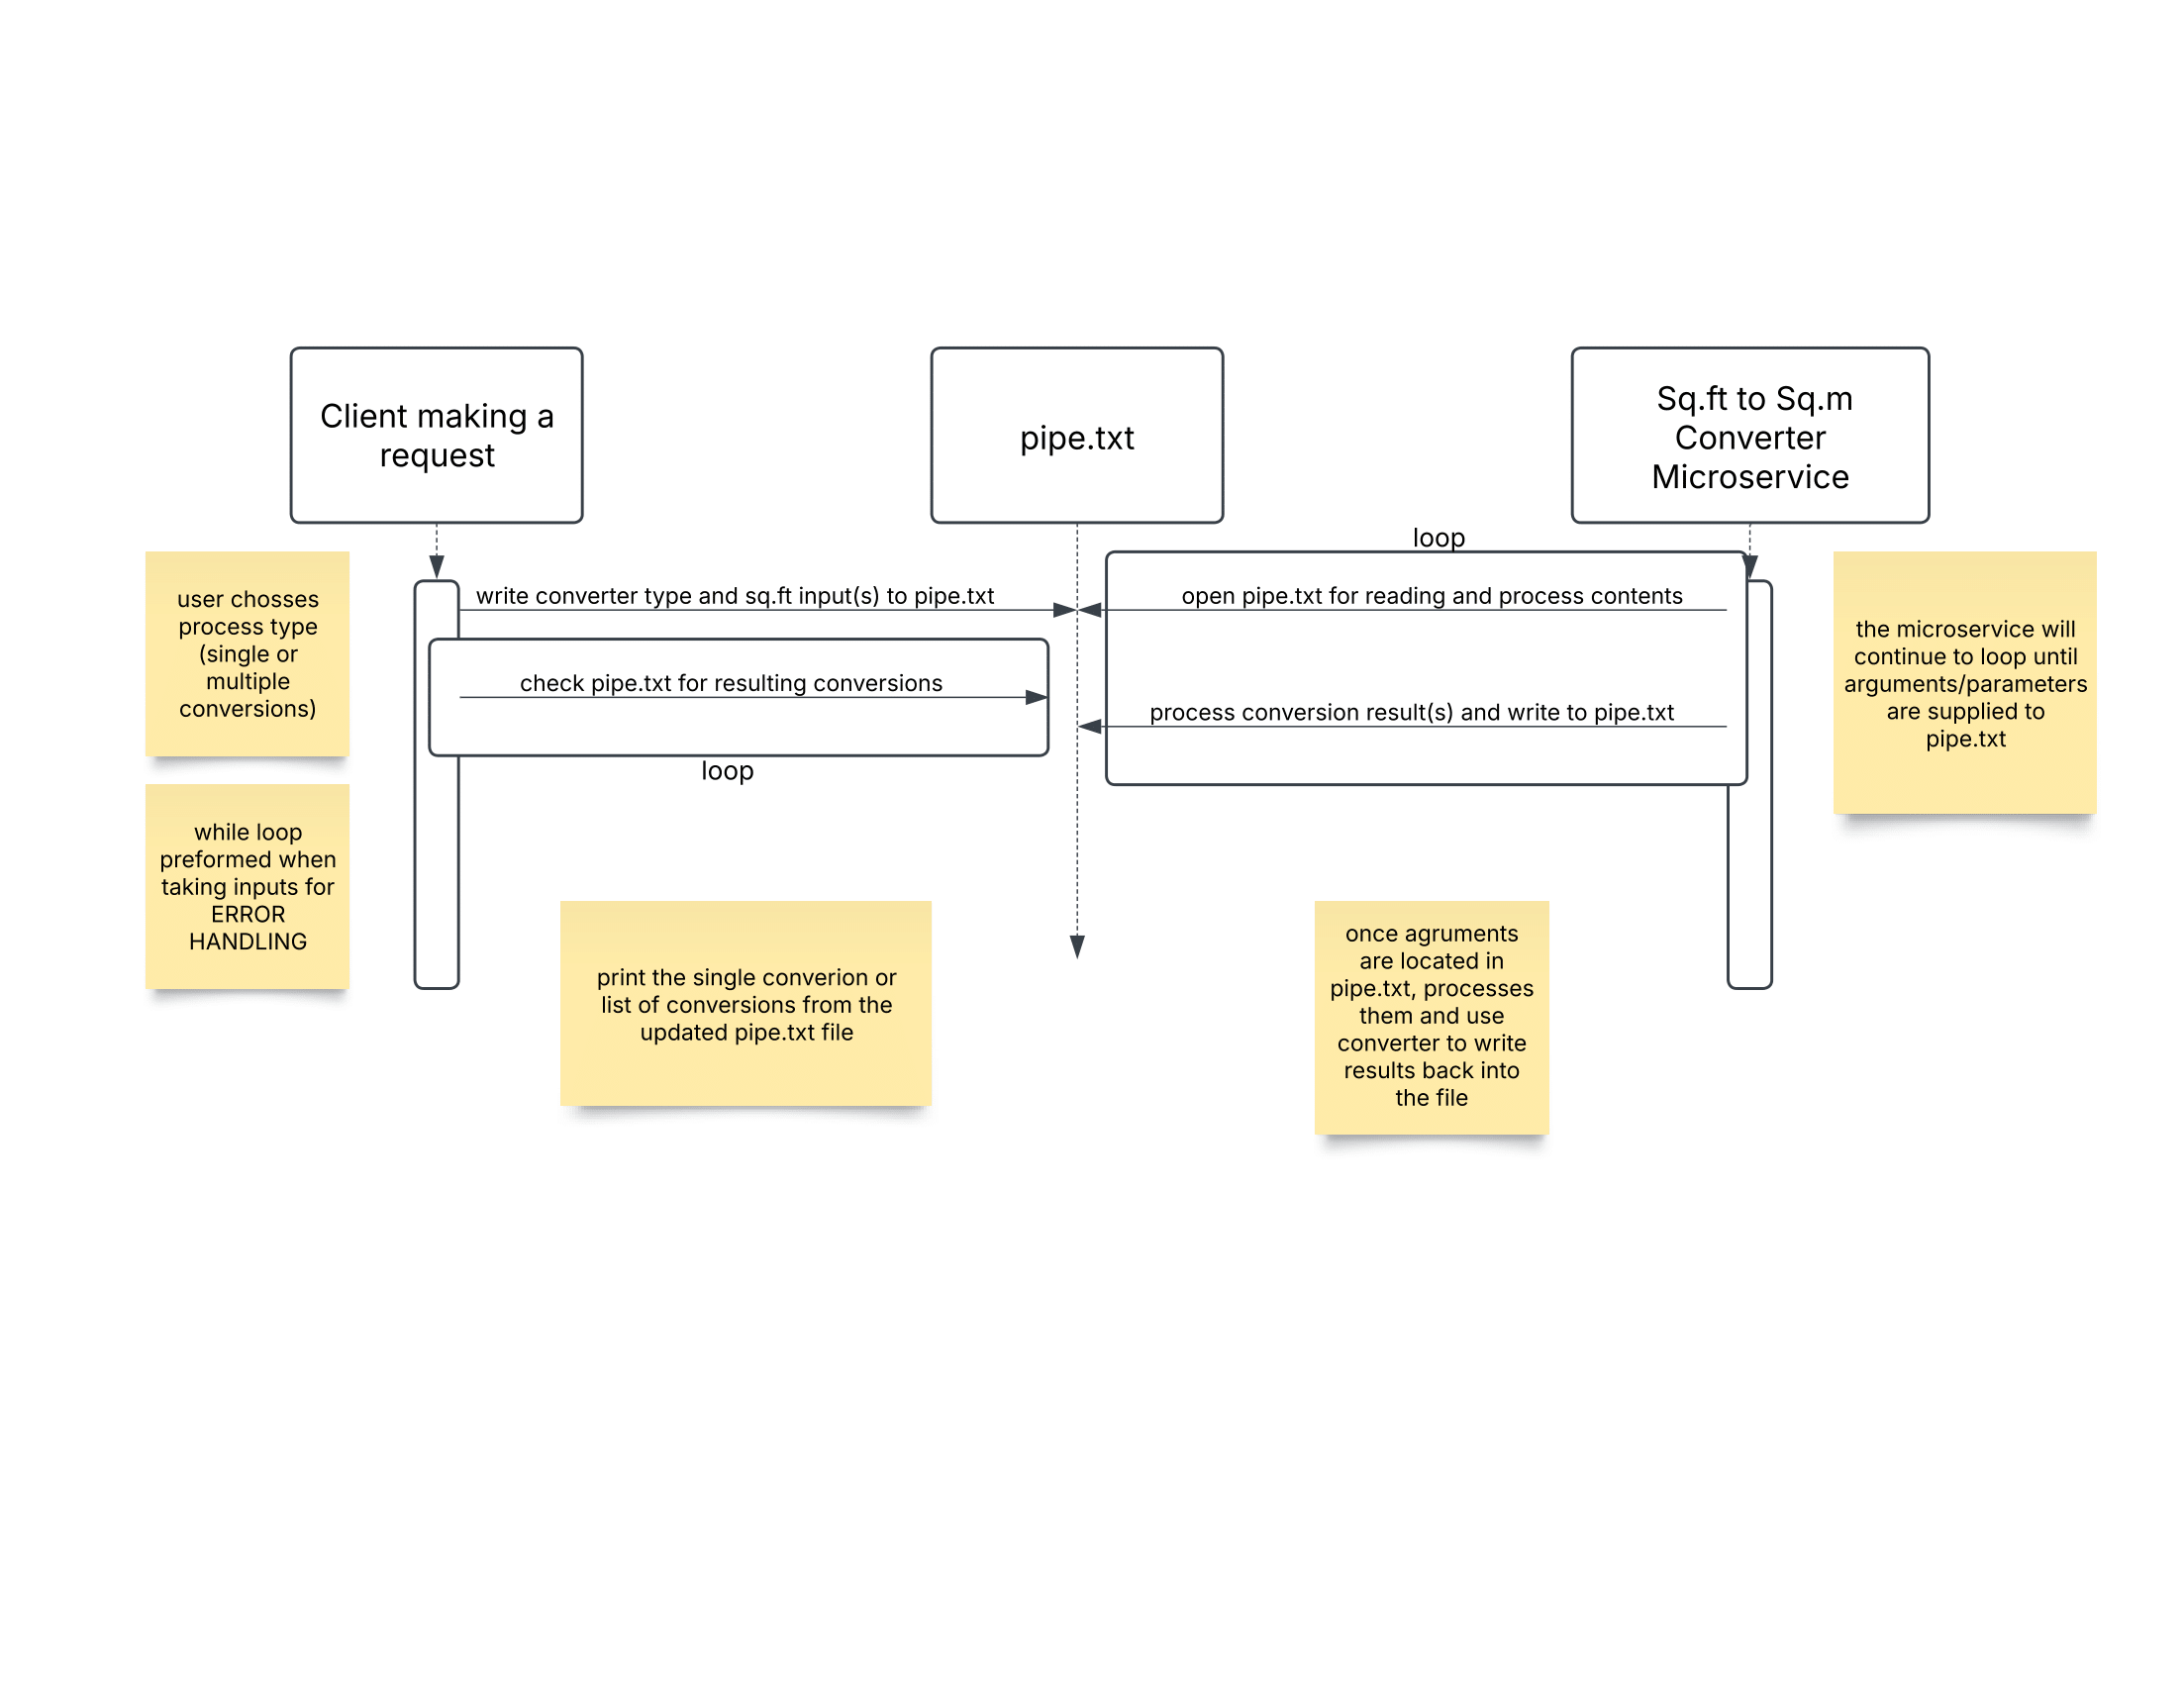 Client making a
request
pipe.txt
Sq.ft to Sq.m
Converter
Microservice
loop
user chosses
process type
(single or
multiple
conversions)
write converter type and sq.ft input(s) to pipe.txt
open pipe.txt for reading and process contents
the microservice will
continue to loop until
arguments/parameters
are supplied to
pipe.txt
check pipe.txt for resulting conversions
process conversion result(s) and write to pipe.txt
loop
while loop
preformed when
taking inputs for
ERROR
HANDLING
print the single converion or
list of conversions from the
updated pipe.txt file
once agruments
are located in
pipe.txt, processes
them and use
converter to write
results back into
the file